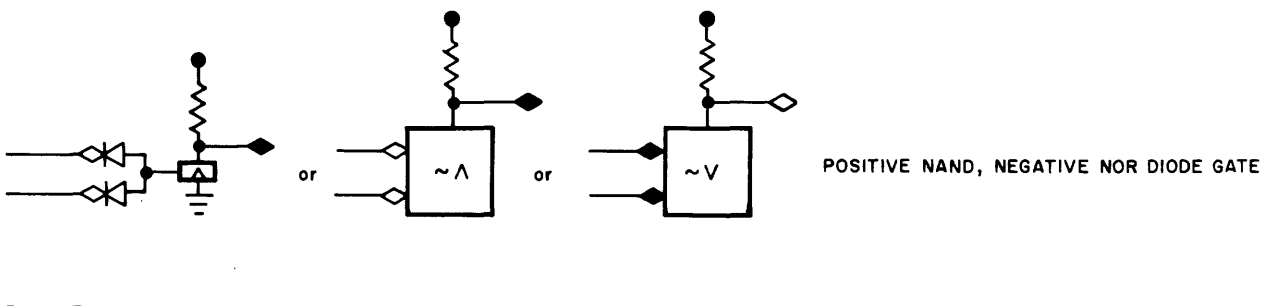 or
~ Λ
or
~ V
POSITIVE NAND, NEGATIVE NOR DIODE GATE